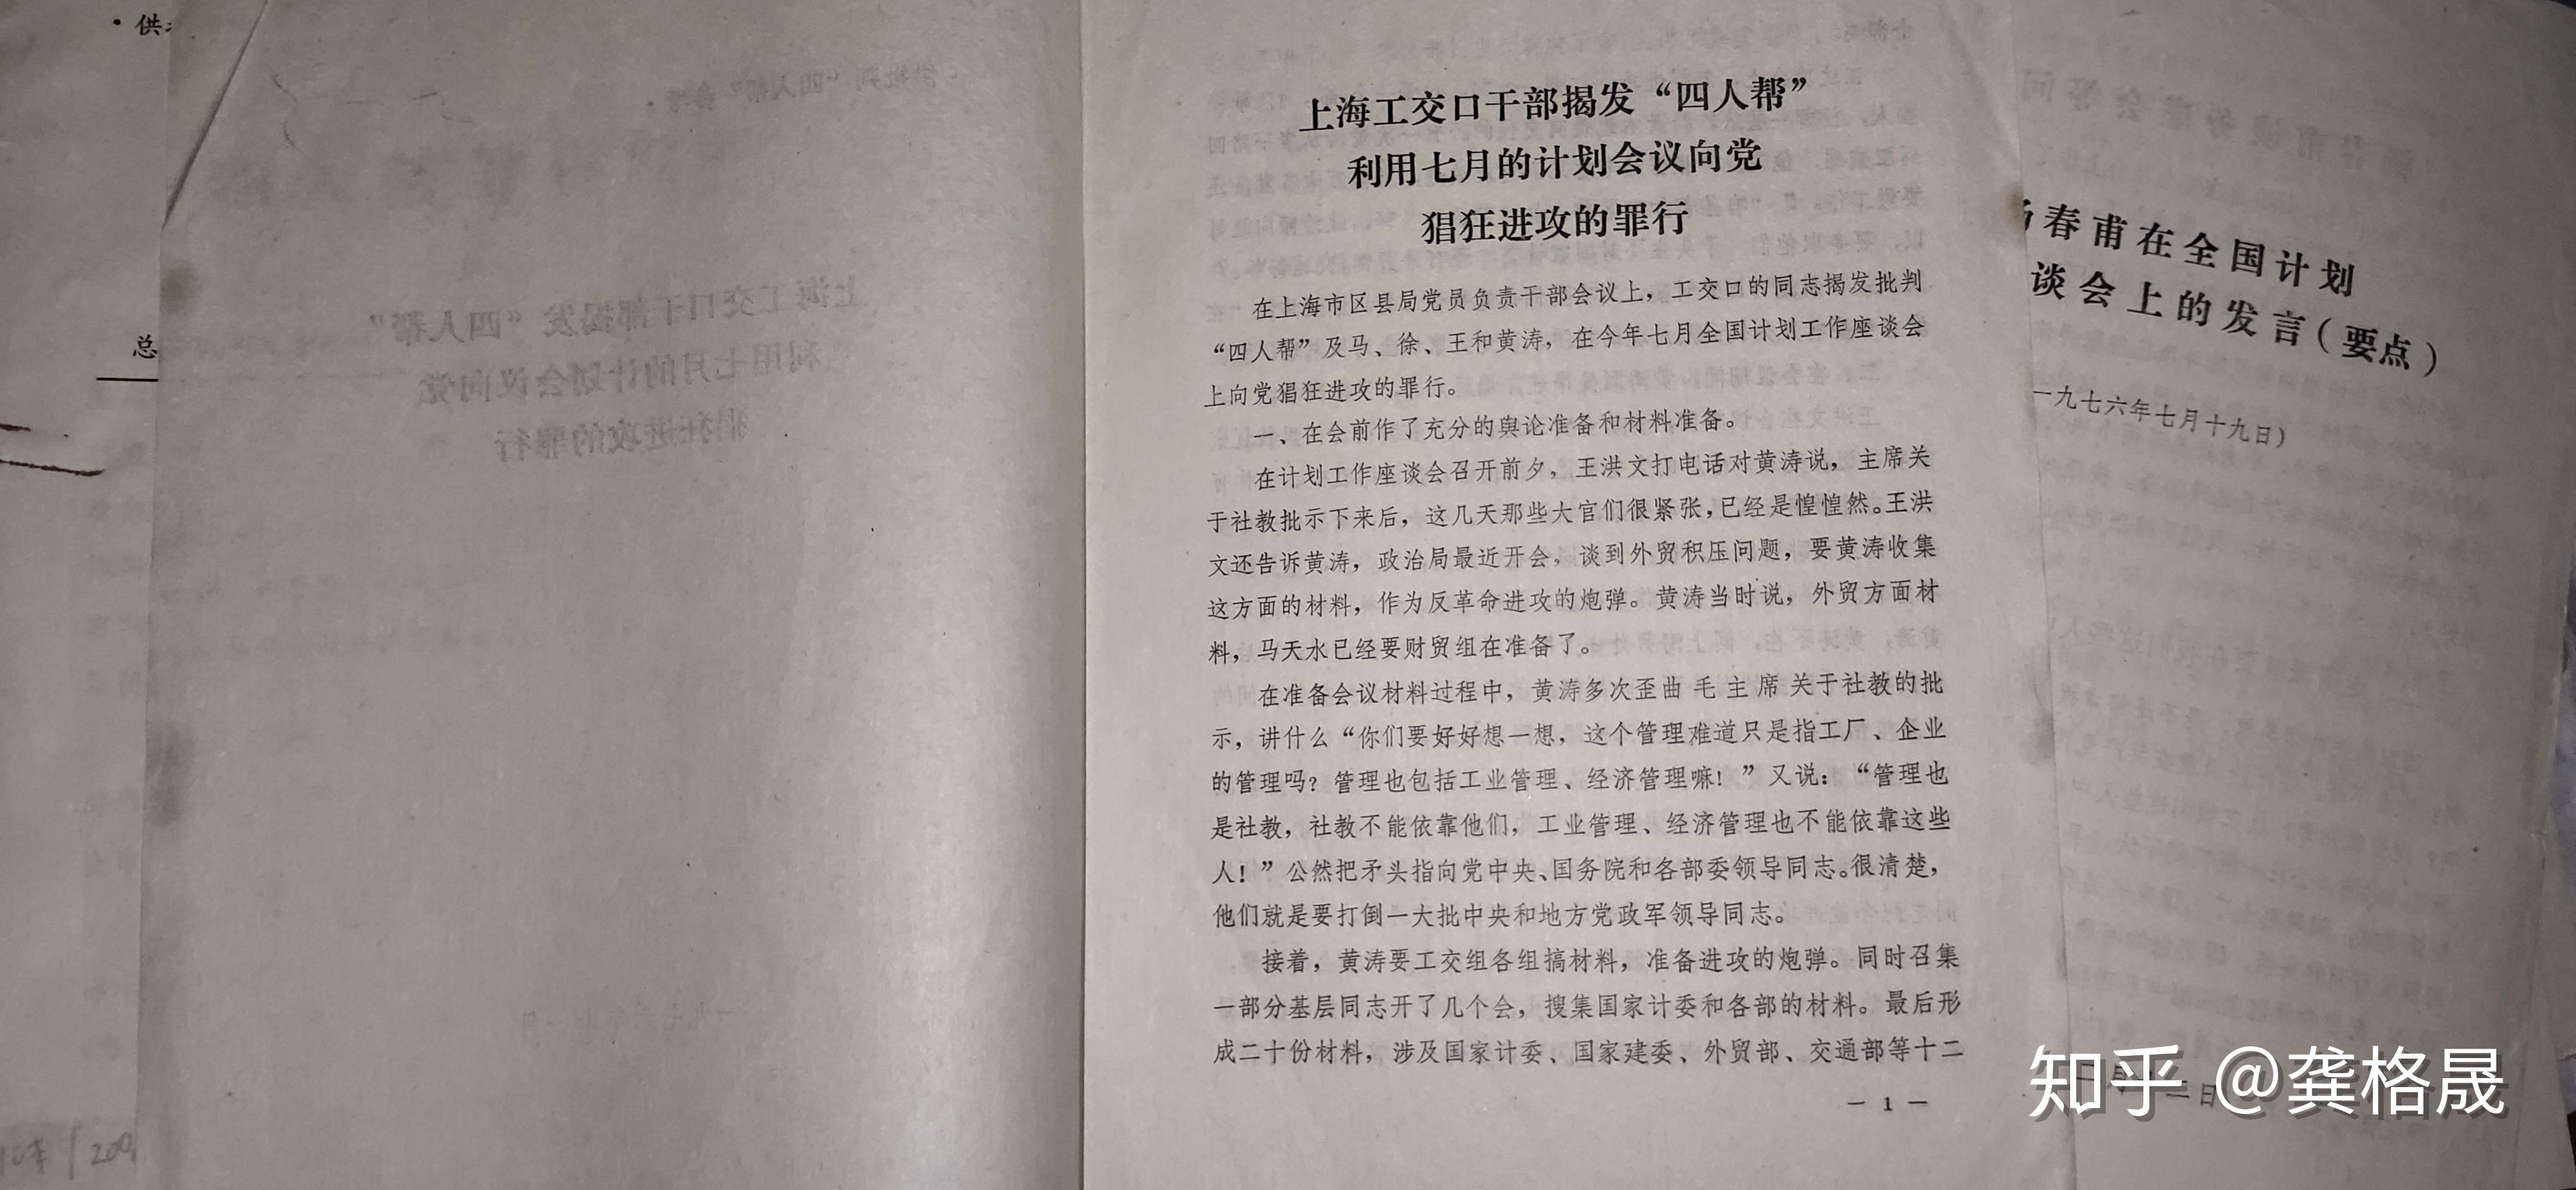 ·供
总
上海工交口干部揭发“四人帮”
利用七月的计划会议向党
猖狂进攻的罪行
在上海市区县局党员负责干部会议上，工交口的同志揭发批判
“四人帮”及马、徐、王和黄涛，在今年七月全国计划工作座谈会
上向党猖狂进攻的罪行。
一、在会前作了充分的舆论准备和材料准备。
在计划工作座谈会召开前夕，王洪文打电话对黄涛说，主席关
于社教批示下来后，这几天那些大官们很紧张，已经是惶惶然。王洪
文还告诉黄涛，政治局最近开会，谈到外贸积压问题，要黄涛收集
这方面的材料，作为反革命进攻的炮弹。黄涛当时说，外贸方面材
料，马天水已经要财贸组在准备了。
在准备会议材料过程中，黄涛多次歪曲 毛 主 席 关于社教的批
示，讲什么“你们要好好想一想，这个管理难道只是指工厂、企业
的管理吗？管理也包括工业管理、经济管理嘛！”又说：“管理也
是社教，社教不能依靠他们，工业管理、经济管理也不能依靠这些
人！”公然把矛头指向党中央、国务院和各部委领导同志。很清楚，
他们就是要打倒一大批中央和地方党政军领导同志。
接着，黄涛要工交组各组搞材料，准备进攻的炮弹。同时召集
一部分基层同志开了几个会，搜集国家计委和各部的材料。最后形
成二十份材料，涉及国家计委、国家建委、外贸部、交通部等十二
— 1 —
春甫在全国计划
谈会上的发言（要点）
一九七六年七月十九日）
知乎 @龚格晟